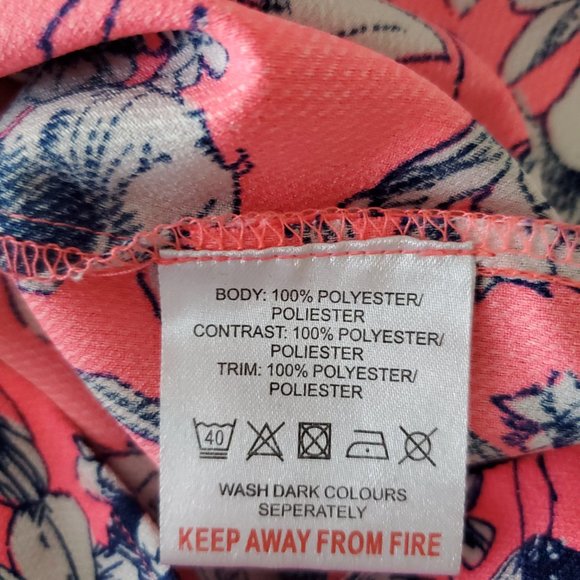 BODY: 100% POLYESTER/
POLIESTER
CONTRAST: 100% POLYESTER/
POLIESTER
TRIM: 100% POLYESTER/
POLIESTER
40
WASH DARK COLOURS
SEPERATELY
KEEP AWAY FROM FIRE